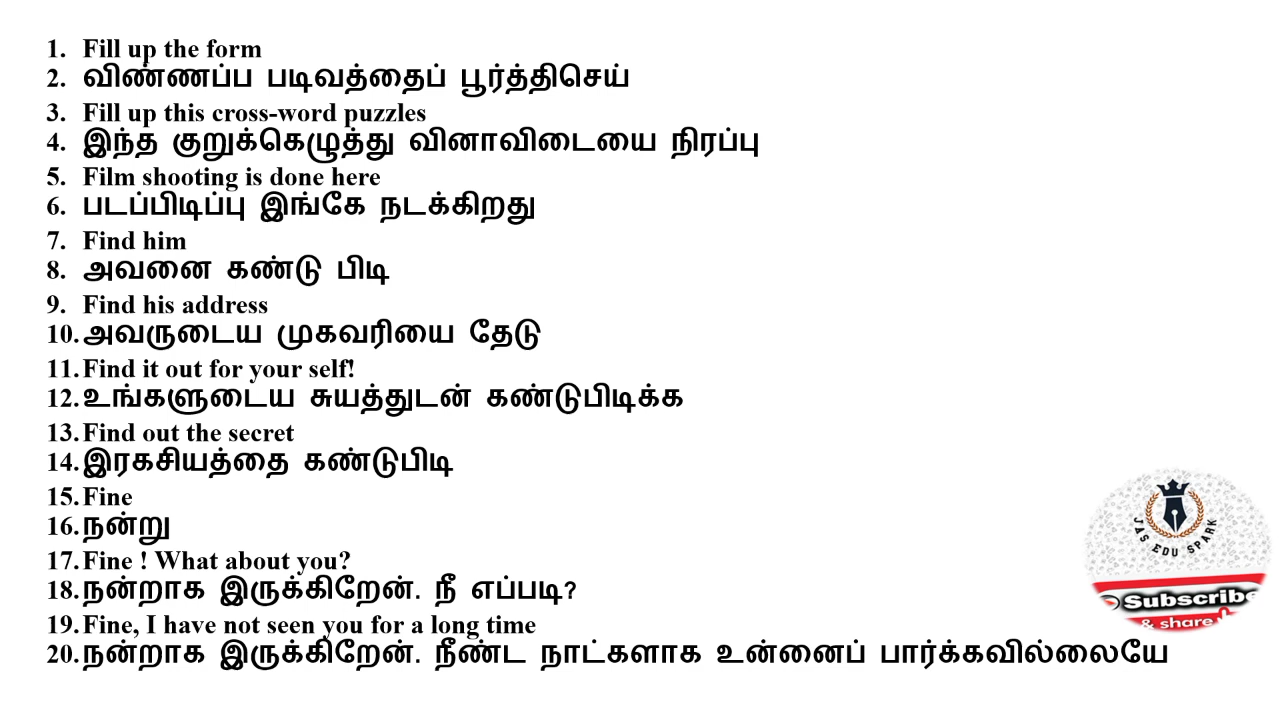 1. Fill up the form
2. விண்ணப்ப படிவத்தைப் பூர்த்திசெய்
3. Fill up this cross-word puzzles
4. இந்த குறுக்கெழுத்து வினாவிடையை நிரப்பு
5. Film shooting is done here
6. படப்பிடிப்பு இங்கே நடக்கிறது
7. Find him
8. அவனை கண்டு பிடி
9. Find his address
10. அவருடைய முகவரியை தேடு
11. Find it out for your self!
12. உங்களுடைய சுயத்துடன் கண்டுபிடிக்க
13. Find out the secret
14. இரகசியத்தை கண்டுபிடி
15. Fine
16. நன்று
17. Fine ! What about you?
18. நன்றாக இருக்கிறேன். நீ எப்படி?
19. Fine, I have not seen you for a long time
20. நன்றாக இருக்கிறேன். நீண்ட நாட்களாக உன்னைப் பார்க்கவில்லையே
JAS EDU SPARK
Subscribe
& share